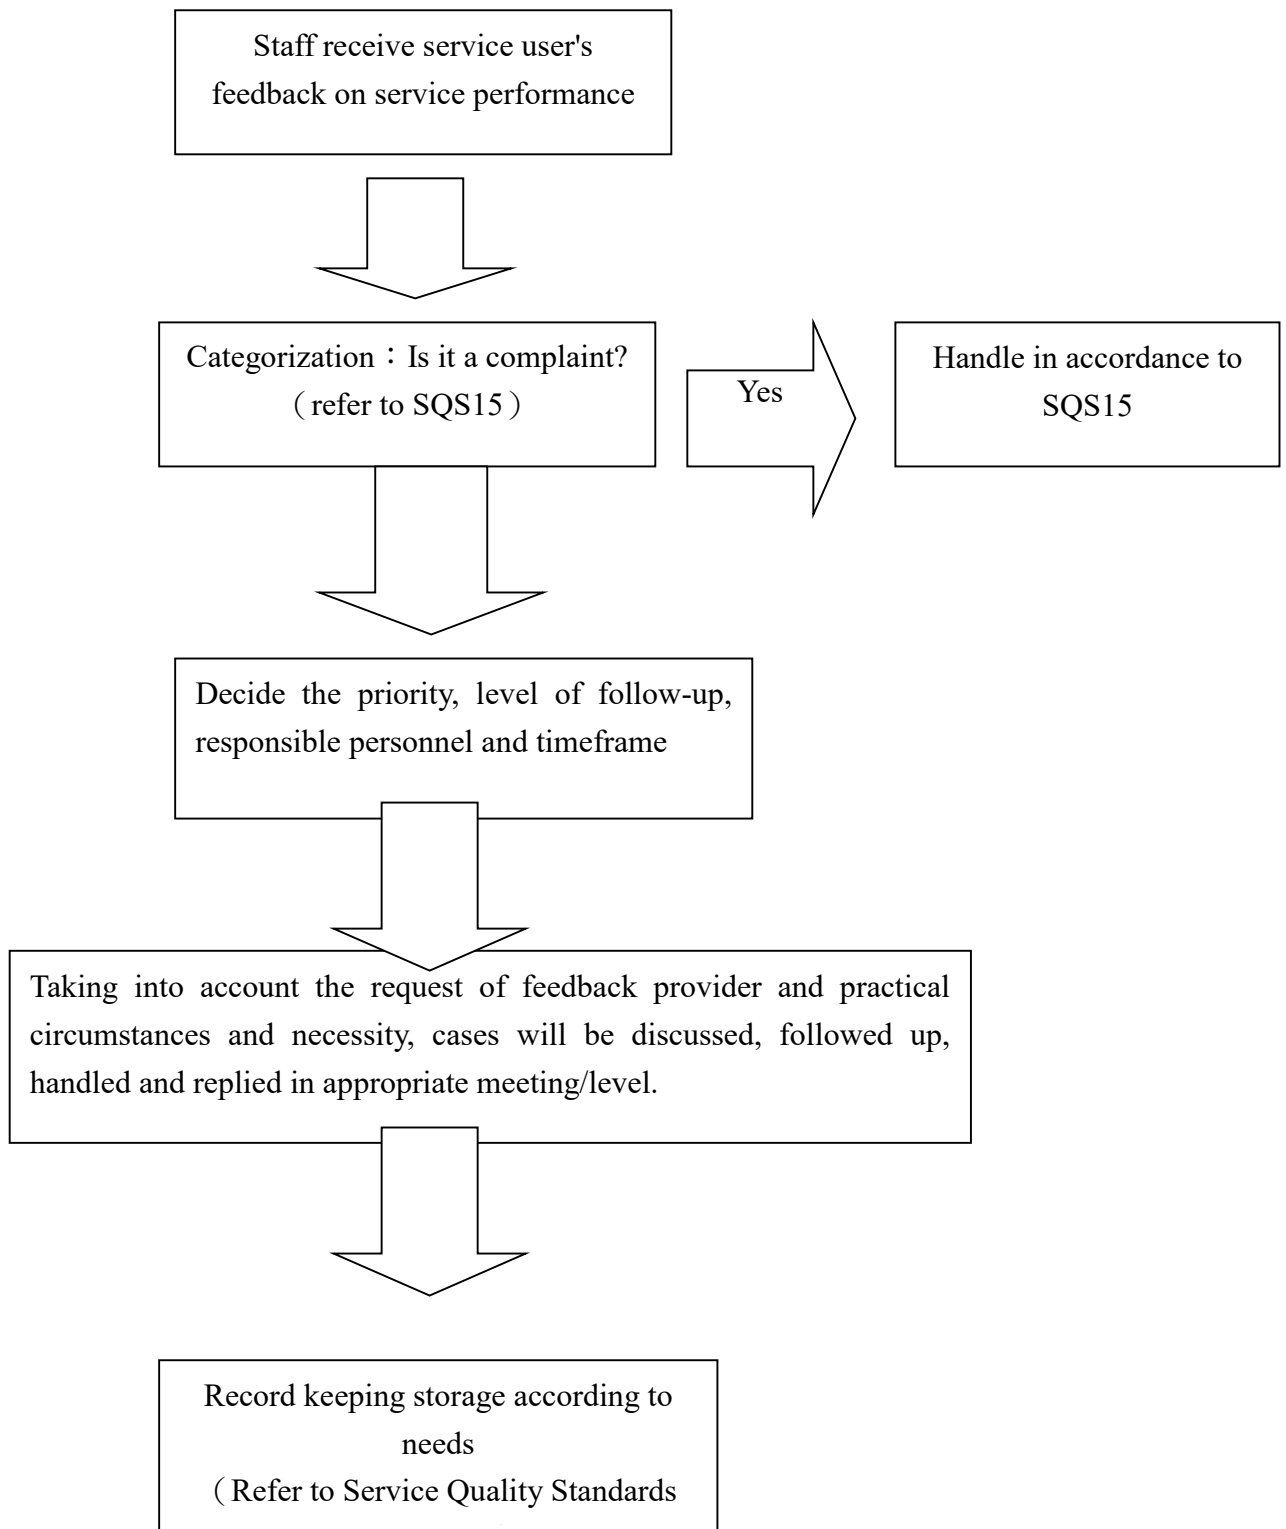 Staff receive service user's
feedback on service performance
Categorization：Is it a complaint?
（refer to SQS15）
Yes
Handle in accordance to
SQS15
Decide the priority, level of follow-up,
responsible personnel and timeframe
Taking into account the request of feedback provider and practical
circumstances and necessity, cases will be discussed, followed up,
handled and replied in appropriate meeting/level.
Record keeping storage according to
needs
（Refer to Service Quality Standards